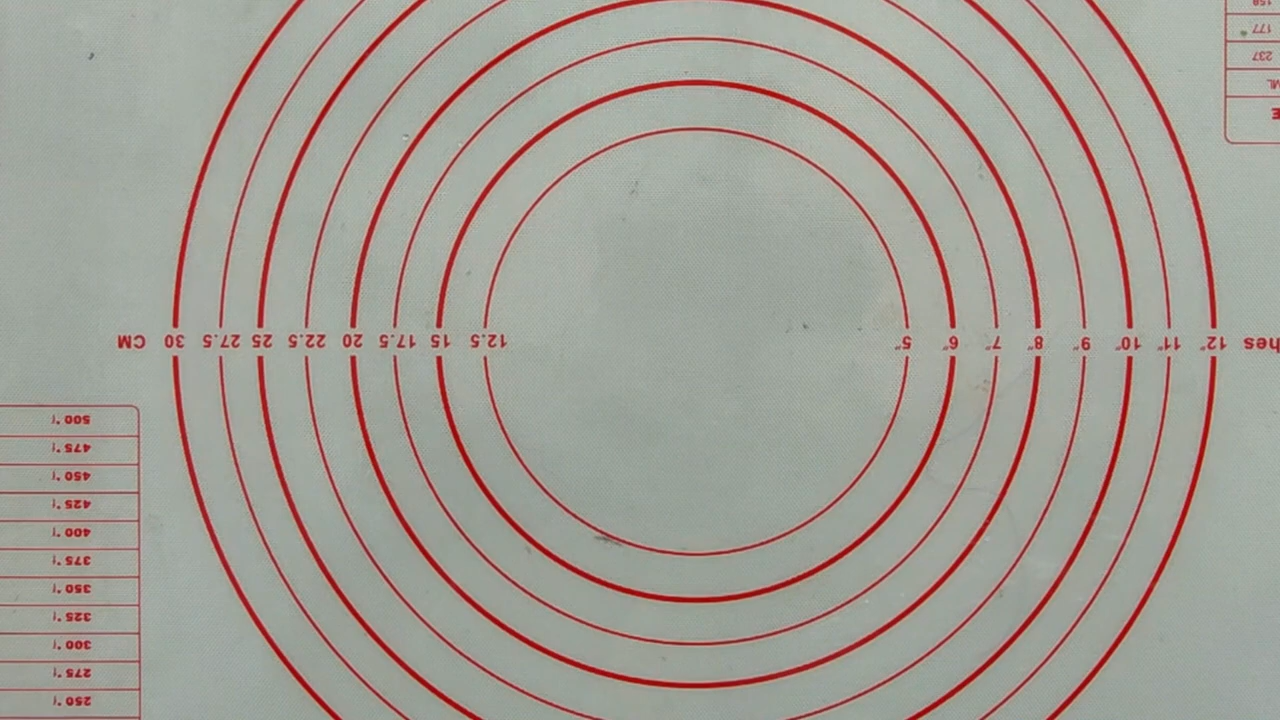 250 °F
275 °F
300 °F
325 °F
350 °F
375 °F
400 °F
425 °F
450 °F
475 °F
500 °F
hes 12" 11" 10" 9" 8" 7" 6" 5" 12.5 15 17.5 20 22.5 25 27.5 30 CM
E
ML
237
177